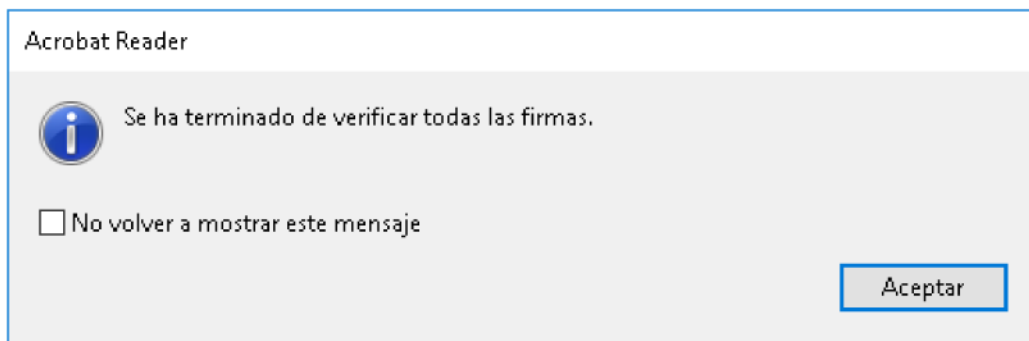 Acrobat Reader
Se ha terminado de verificar todas las firmas.
No volver a mostrar este mensaje
Aceptar